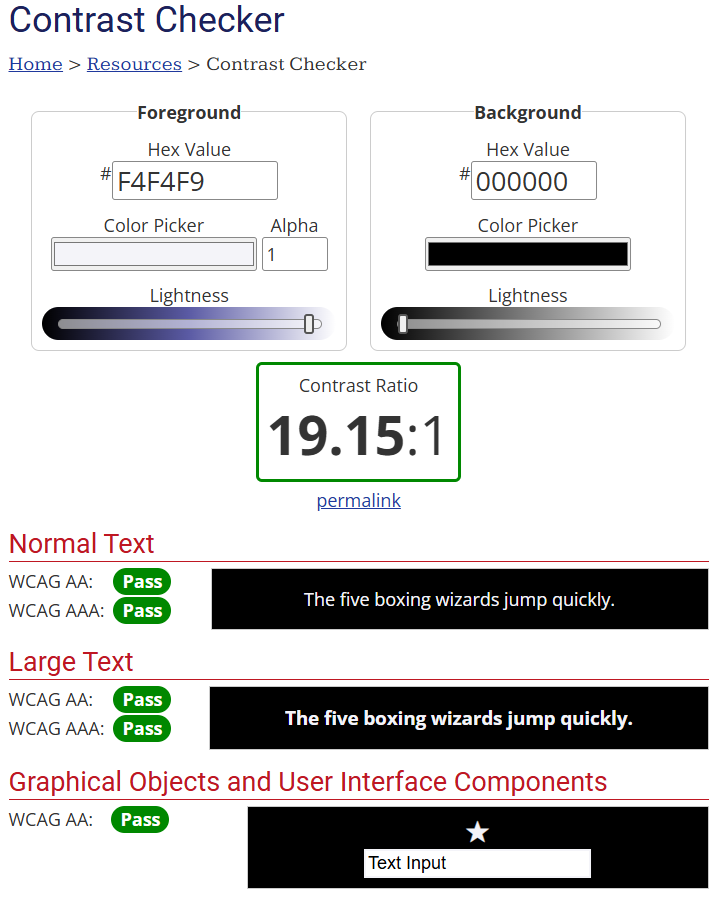 Contrast Checker
Home > Resources > Contrast Checker
Foreground
Hex Value
#F4F4F9
Color Picker Alpha
1
Lightness
Background
Hex Value
#000000
Color Picker
Lightness
Contrast Ratio
19.15:1
permalink
Normal Text
WCAG AA: Pass
WCAG AAA: Pass
The five boxing wizards jump quickly.
Large Text
WCAG AA: Pass
WCAG AAA: Pass
The five boxing wizards jump quickly.
Graphical Objects and User Interface Components
WCAG AA: Pass
Text Input